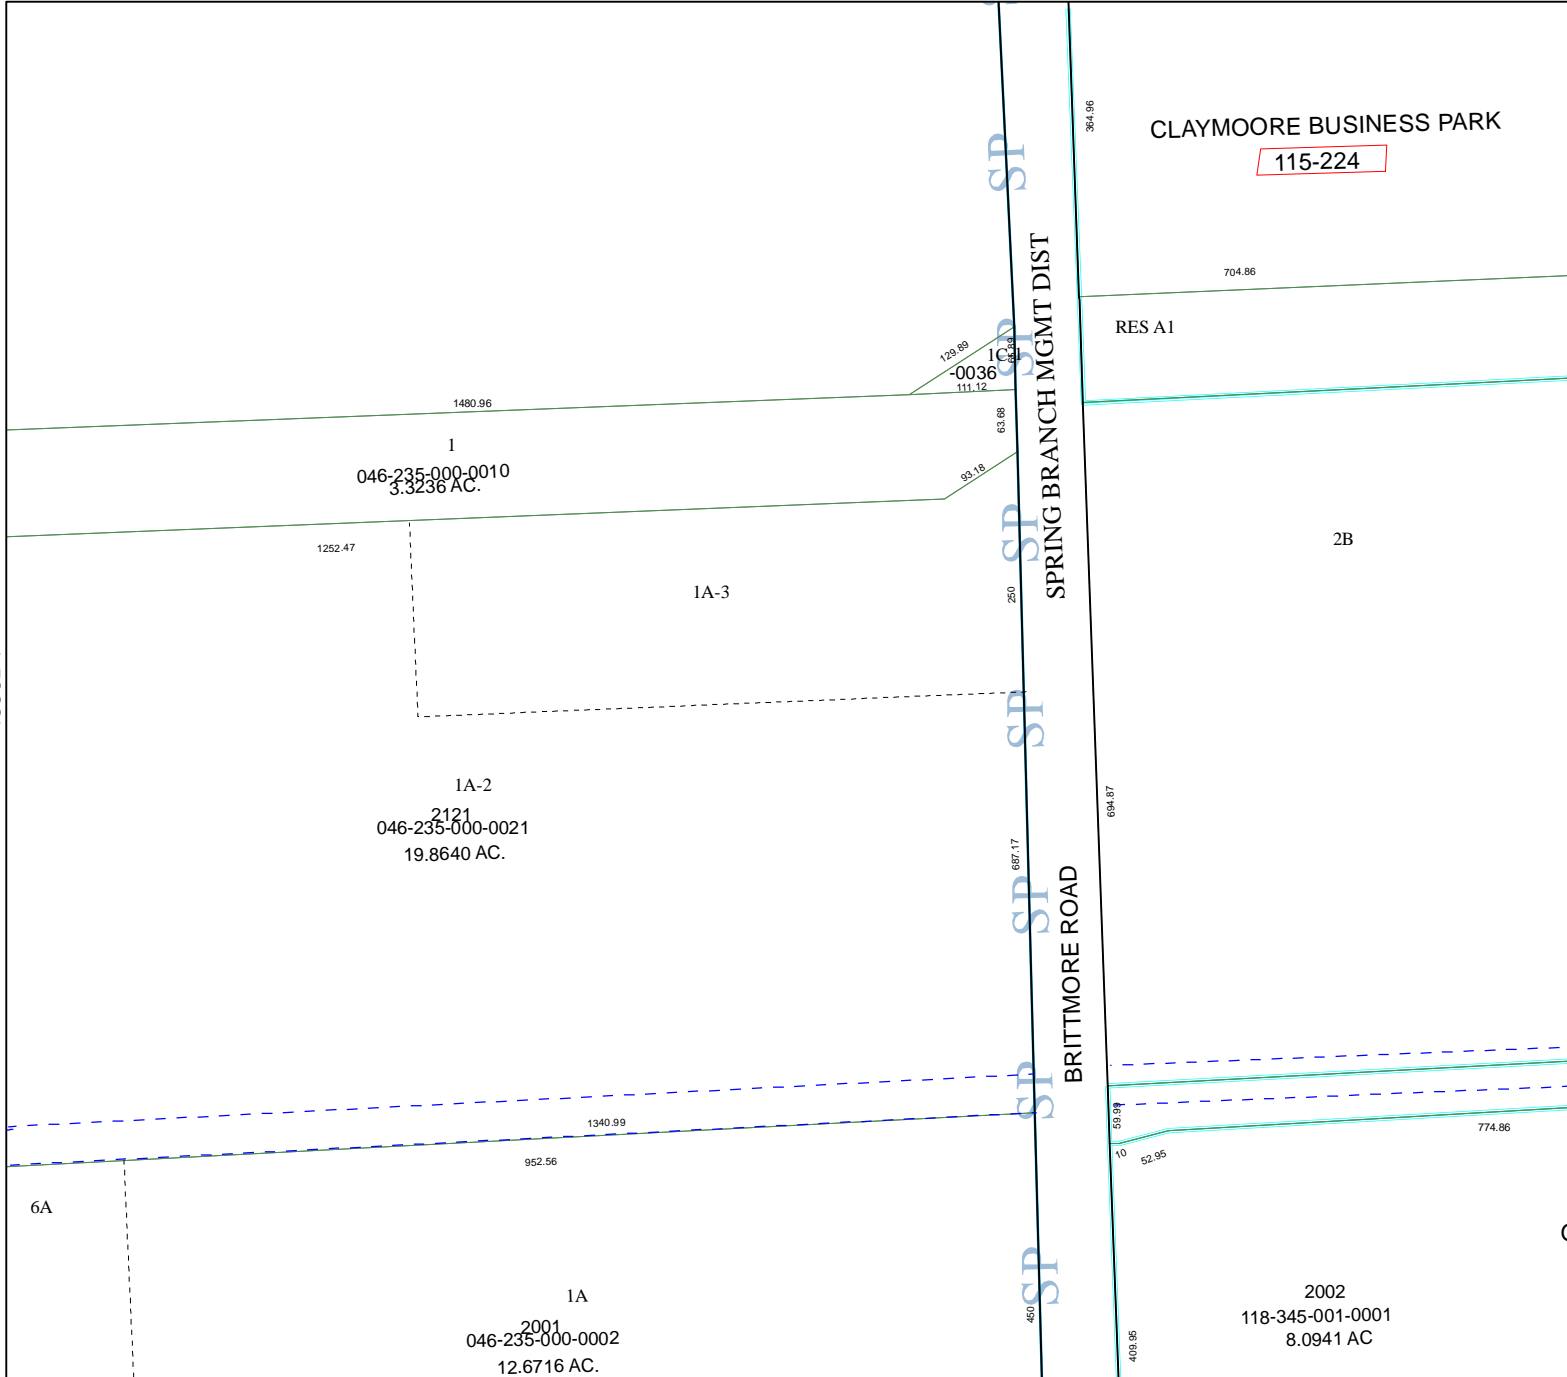 364.96
CLAYMOORE BUSINESS PARK
115-224
SP
SPRING BRANCH MGMT DIST
704.86
RES A1
129.89
1C-1
-0036
111.12
SP
1480.96
63.68
1
046-235-000-0010
3.3236 AC.
93.18
SP
1252.47
2B
1A-3
250
SP
1A-2
2121
046-235-000-0021
19.8640 AC.
694.87
687.17
SP
BRITTMORE ROAD
SP
59.99
1340.99
774.86
952.56
10
52.95
6A
SP
1A
2001
046-235-000-0002
12.6716 AC.
450
2002
118-345-001-0001
8.0941 AC
409.95